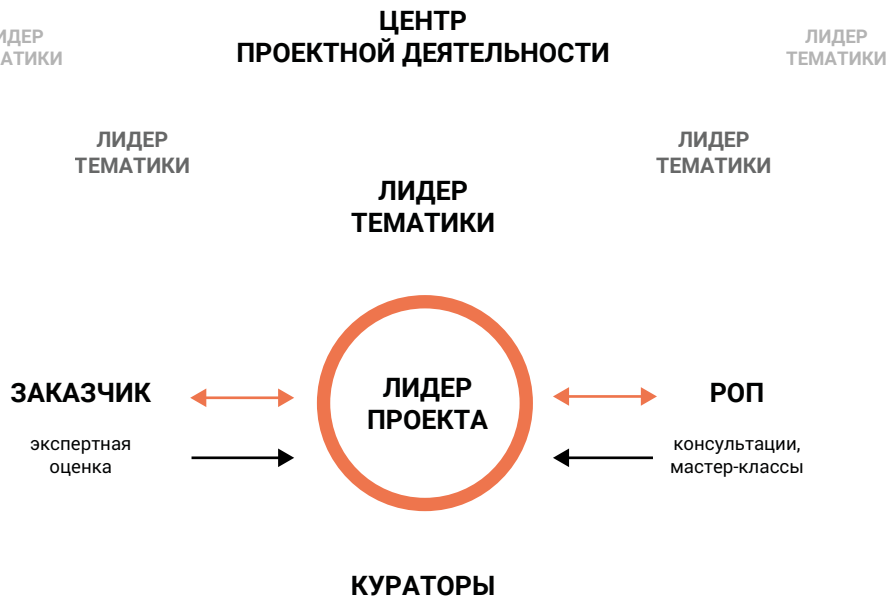 ЦЕНТР
ПРОЕКТНОЙ ДЕЯТЕЛЬНОСТИ
ТЕМАТИКИ
ЛИДЕР
ТЕМАТИКИ
ЛИДЕР
ТЕМАТИКИ
ЛИДЕР
ТЕМАТИКИ
ЛИДЕР
ТЕМАТИКИ
ЗАКАЗЧИК
экспертная
оценка
ЛИДЕР
ПРОЕКТА
РОП
консультации,
мастер-классы
КУРАТОРЫ